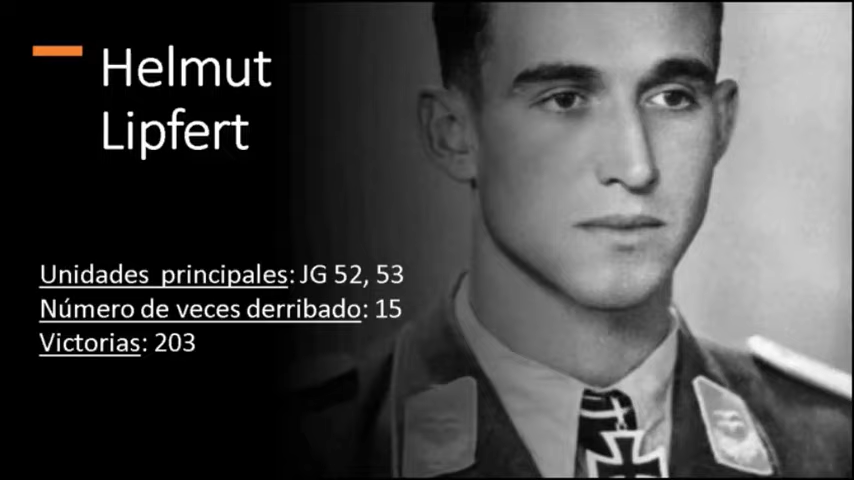 Helmut
Lipfert
Unidades principales: JG 52, 53
Número de veces derribado: 15
Victorias: 203